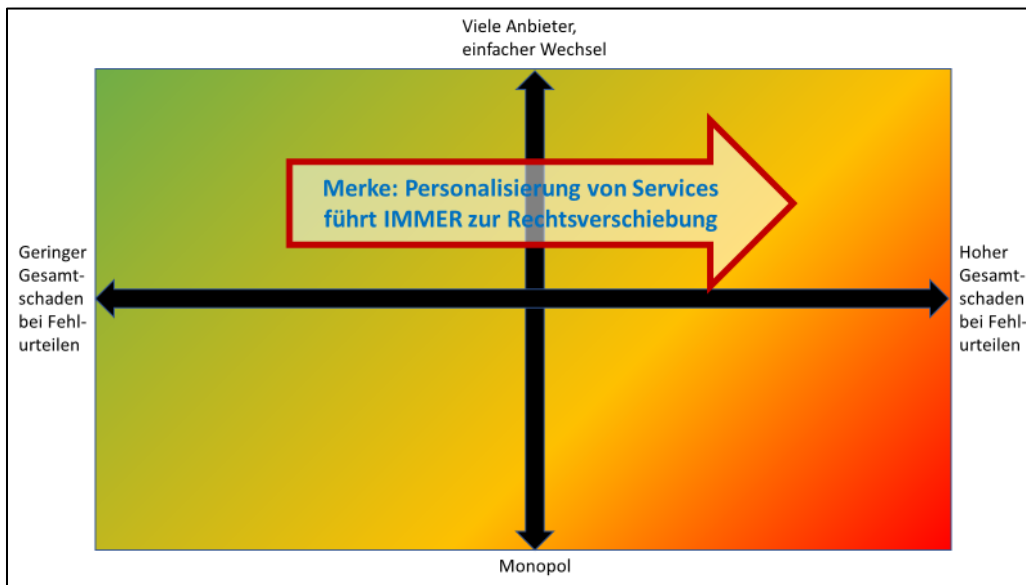 Viele Anbieter,
einfacher Wechsel
Merke: Personalisierung von Services
führt IMMER zur Rechtsverschiebung
Geringer
Gesamt-
schaden
bei Fehl-
urteilen
Hoher
Gesamt-
schaden
bei Fehl-
urteilen
Monopol